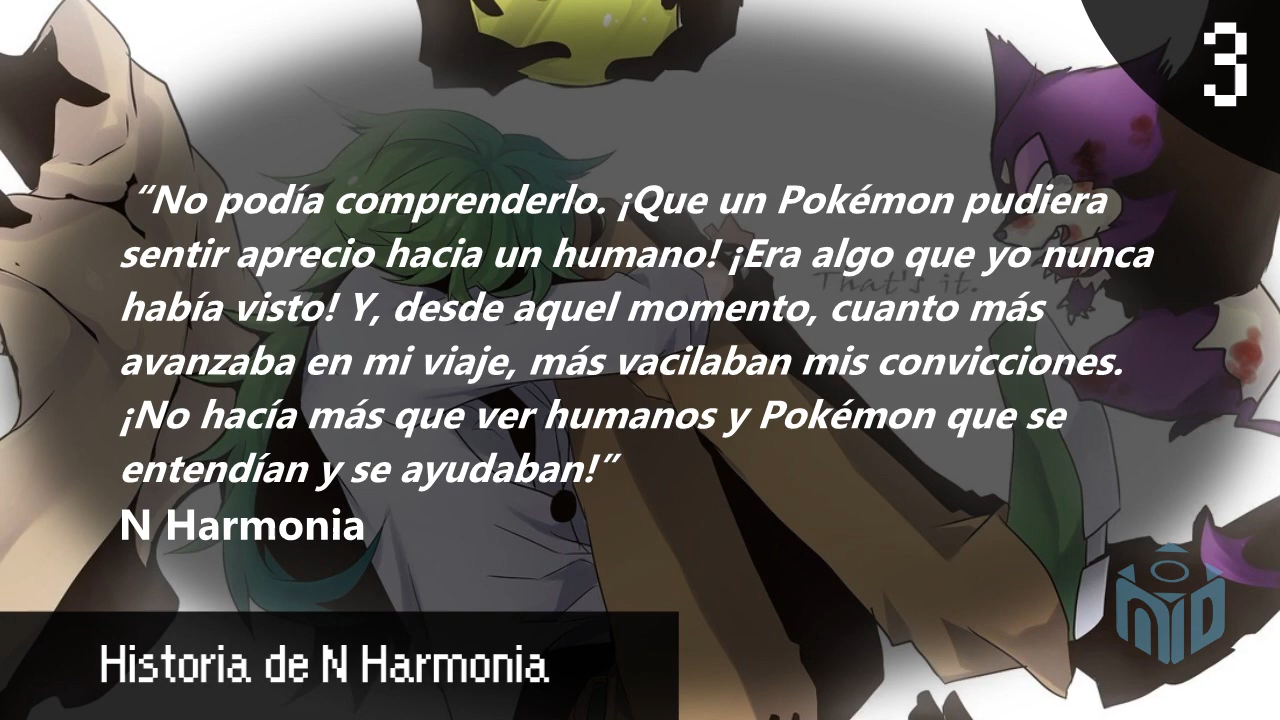 3
“No podía comprenderlo. ¡Que un Pokémon pudiera
sentir aprecio hacia un humano! ¡Era algo que yo nunca
había visto! Y, desde aquel momento, cuanto más
avanzaba en mi viaje, más vacilaban mis convicciones.
¡No hacía más que ver humanos y Pokémon que se
entendían y se ayudaban!”
N Harmonia
That's it.
Historia de N Harmonia